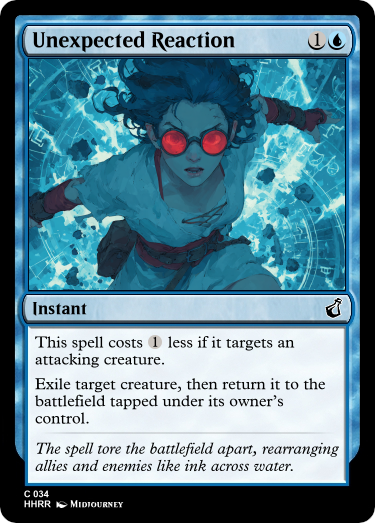 Unexpected Reaction 1
Instant
This spell costs 1 less if it targets an
attacking creature.
Exile target creature, then return it to the
battlefield tapped under its owner's
control.
The spell tore the battlefield apart, rearranging
allies and enemies like ink across water.
C 034
HHRR Midjourney